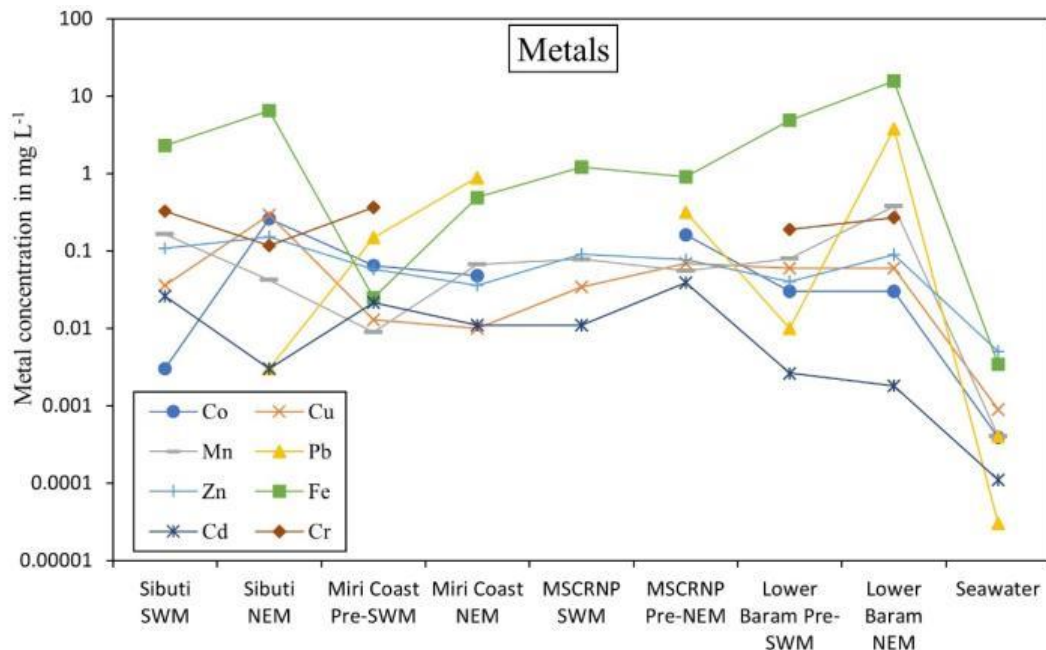 Metals
Metal concentration in mg L-1
100
10
1
0.1
0.01
0.001
0.0001
0.00001
Co
Cu
Mn
Pb
Zn
Fe
Cd
Cr
Sibuti
SWM
Sibuti
NEM
Miri Coast
Pre-SWM
Miri Coast
NEM
MSCRNP
SWM
MSCRNP
Pre-NEM
Lower
Baram Pre-
SWM
Lower
Baram
NEM
Seawater